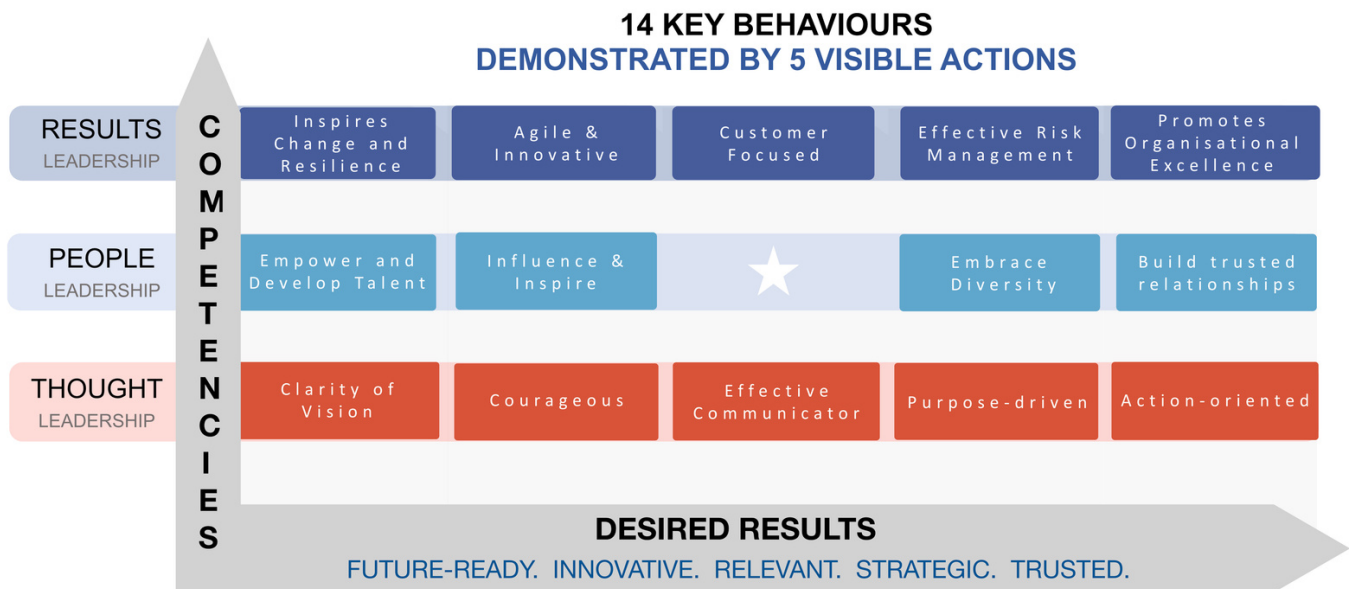 14 KEY BEHAVIOURS
DEMONSTRATED BY 5 VISIBLE ACTIONS
COMPETENCIES
RESULTS
LEADERSHIP
Inspires
Change and
Resilience
Agile &
Innovative
Customer
Focused
Effective Risk
Management
Promotes
Organisational
Excellence
PEOPLE
LEADERSHIP
Empower and
Develop Talent
Influence &
Inspire
Embrace
Diversity
Build trusted
relationships
THOUGHT
LEADERSHIP
Clarity of
Vision
Courageous
Effective
Communicator
Purpose-driven
Action-oriented
DESIRED RESULTS
FUTURE-READY. INNOVATIVE. RELEVANT. STRATEGIC. TRUSTED.